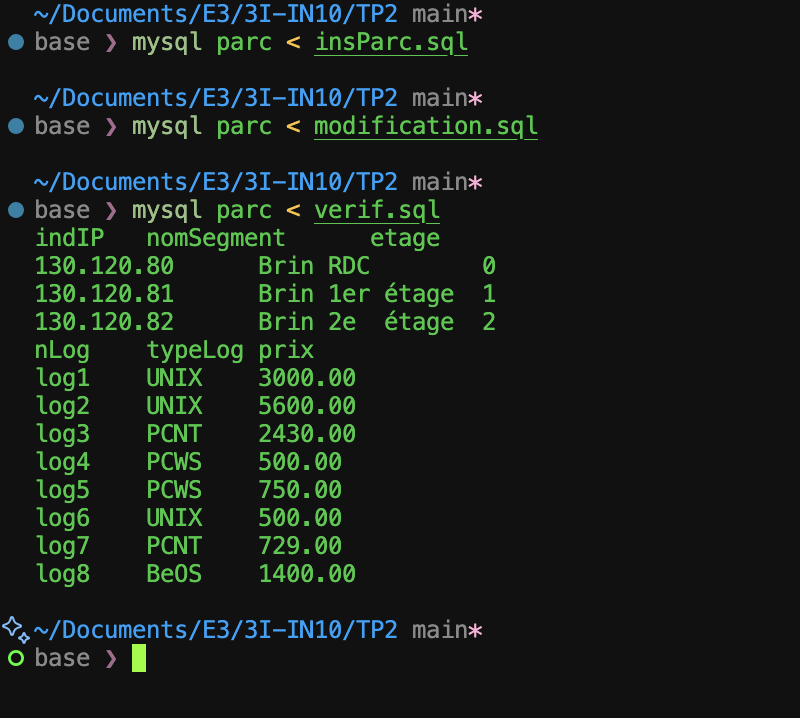 ~/Documents/E3/3I-IN10/TP2 main*
base ❯ mysql parc < insParc.sql
~/Documents/E3/3I-IN10/TP2 main*
base ❯ mysql parc < modification.sql
~/Documents/E3/3I-IN10/TP2 main*
base ❯ mysql parc < verif.sql
indIP   nomSegment      etage
130.120.80      Brin RDC        0
130.120.81      Brin 1er étage  1
130.120.82      Brin 2e  étage  2
nLog    typeLog prix
log1    UNIX    3000.00
log2    UNIX    5600.00
log3    PCNT    2430.00
log4    PCWS    500.00
log5    PCWS    750.00
log6    UNIX    500.00
log7    PCNT    729.00
log8    BeOS    1400.00
~/Documents/E3/3I-IN10/TP2 main*
base ❯